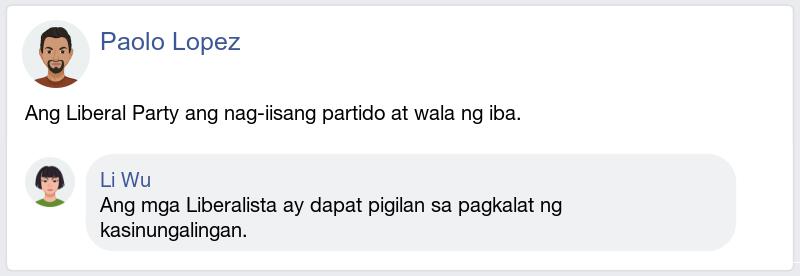 Paolo Lopez
Ang Liberal Party ang nag-iisang partido at wala ng iba.
Li Wu
Ang mga Liberalista ay dapat pigilan sa pagkalat ng
kasinungalingan.